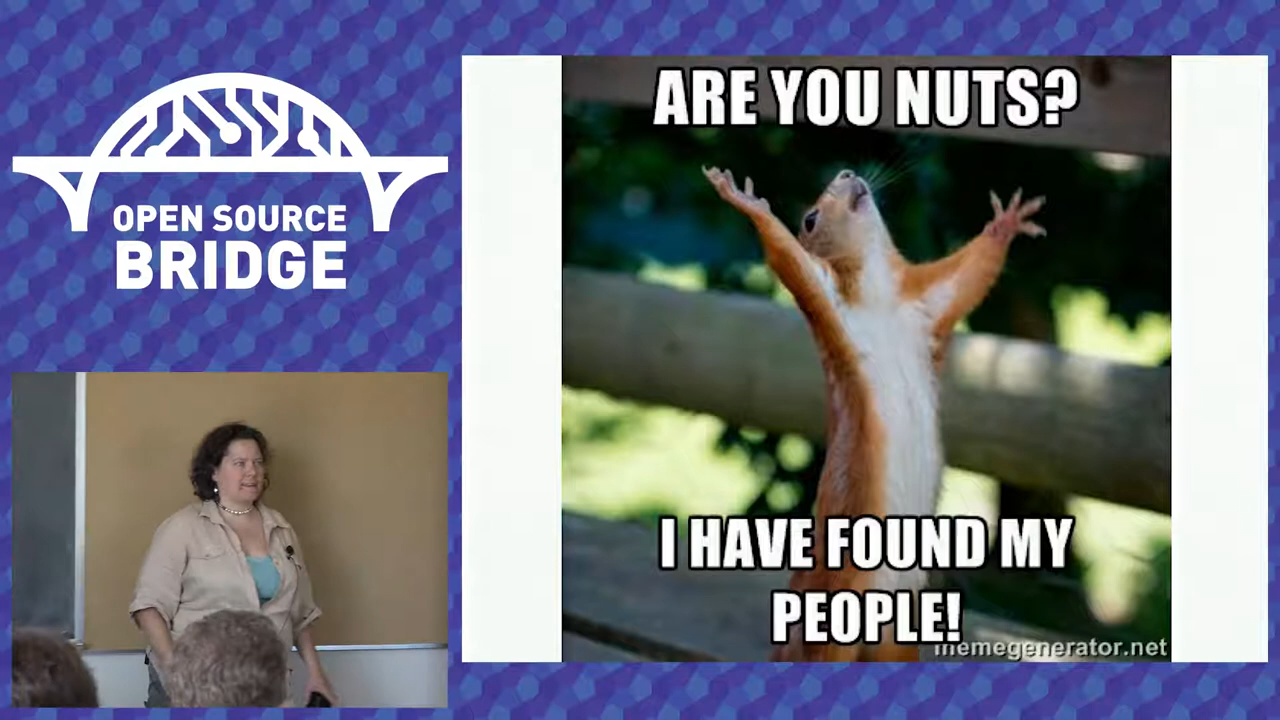 OPEN SOURCE
BRIDGE
ARE YOU NUTS?
I HAVE FOUND MY
PEOPLE!
memegenerator.net